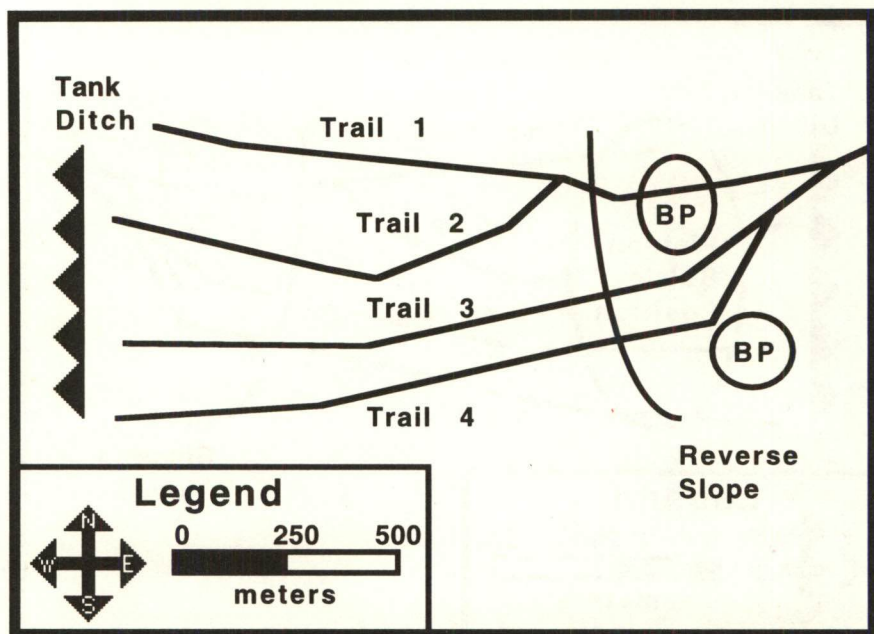 Tank
Ditch
Trail 1
Trail 2
BP
Trail 3
BP
Trail 4
Reverse
Slope
Legend
N
W E
S
0 250 500
meters